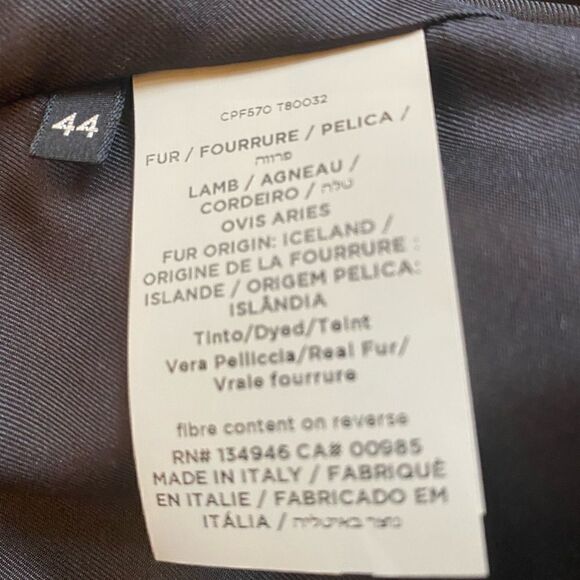 44
CPF570 T80032
FUR / FOURRURE / PELICA /
פרווה
LAMB / AGNEAU /
CORDEIRO / טלה
OVIS ARIES
FUR ORIGIN: ICELAND /
ORIGINE DE LA FOURRURE :
ISLANDE / ORIGEM PELICA:
ISLÂNDIA
Tinto/Dyed/Teint
Vera Pelliccia/Real Fur/
Vraie fourrure
fibre content on reverse
RN# 134946 CA# 00985
MADE IN ITALY / FABRIQUÉ
EN ITALIE / FABRICADO EM
ITÁLIA / מוצר באיטליה